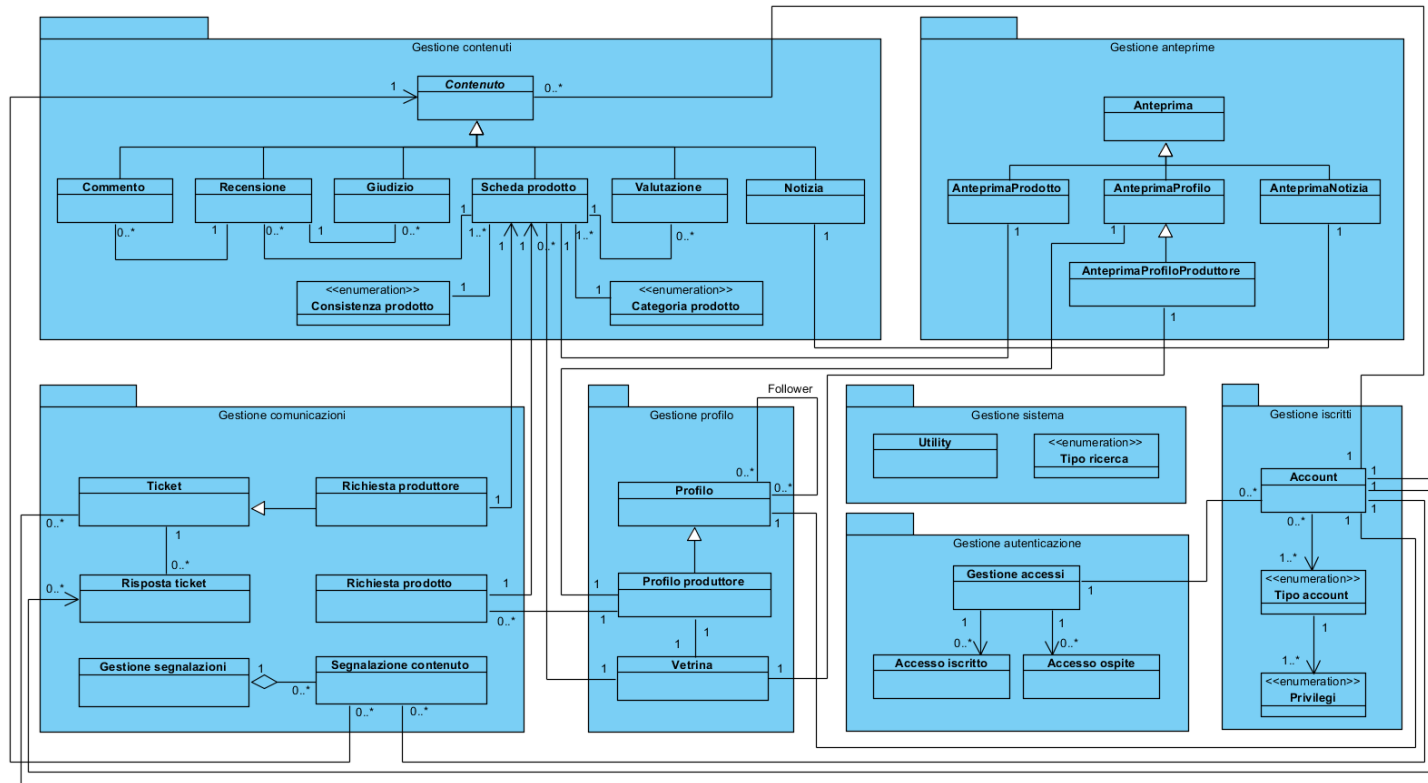 Gestione contenuti
Contenuto
1
0..*
Commento
Recensione
Giudizio
Scheda prodotto
Valutazione
Notizia
0..*
1
0..*
1
0..*
1
1..*
1
1
0..*
1
1..*
1
0..*
1
<<enumeration>>
Consistenza prodotto
1
<<enumeration>>
Categoria prodotto
1
Gestione anteprime
Anteprima
AnteprimaProdotto
AnteprimaProfilo
AnteprimaNotizia
1
1
1
AnteprimaProfiloProduttore
1
Gestione comunicazioni
Ticket
Richiesta produttore
0..*
1
1
0..*
Risposta ticket
0..*
Richiesta prodotto
1
0..*
Gestione segnalazioni
1
0..*
Segnalazione contenuto
0..*
0..*
Gestione profilo
Follower
0..*
Profilo
0..*
1
Profilo produttore
1
1
1
1
Vetrina
1
1
Gestione sistema
Utility
<<enumeration>>
Tipo ricerca
Gestione autenticazione
Gestione accessi
1
1
1
0..*
0..*
Accesso iscritto
Accesso ospite
Gestione iscritti
1
Account
0..*
1
1
1
0..*
1
1..*
<<enumeration>>
Tipo account
1
1..*
<<enumeration>>
Privilegi